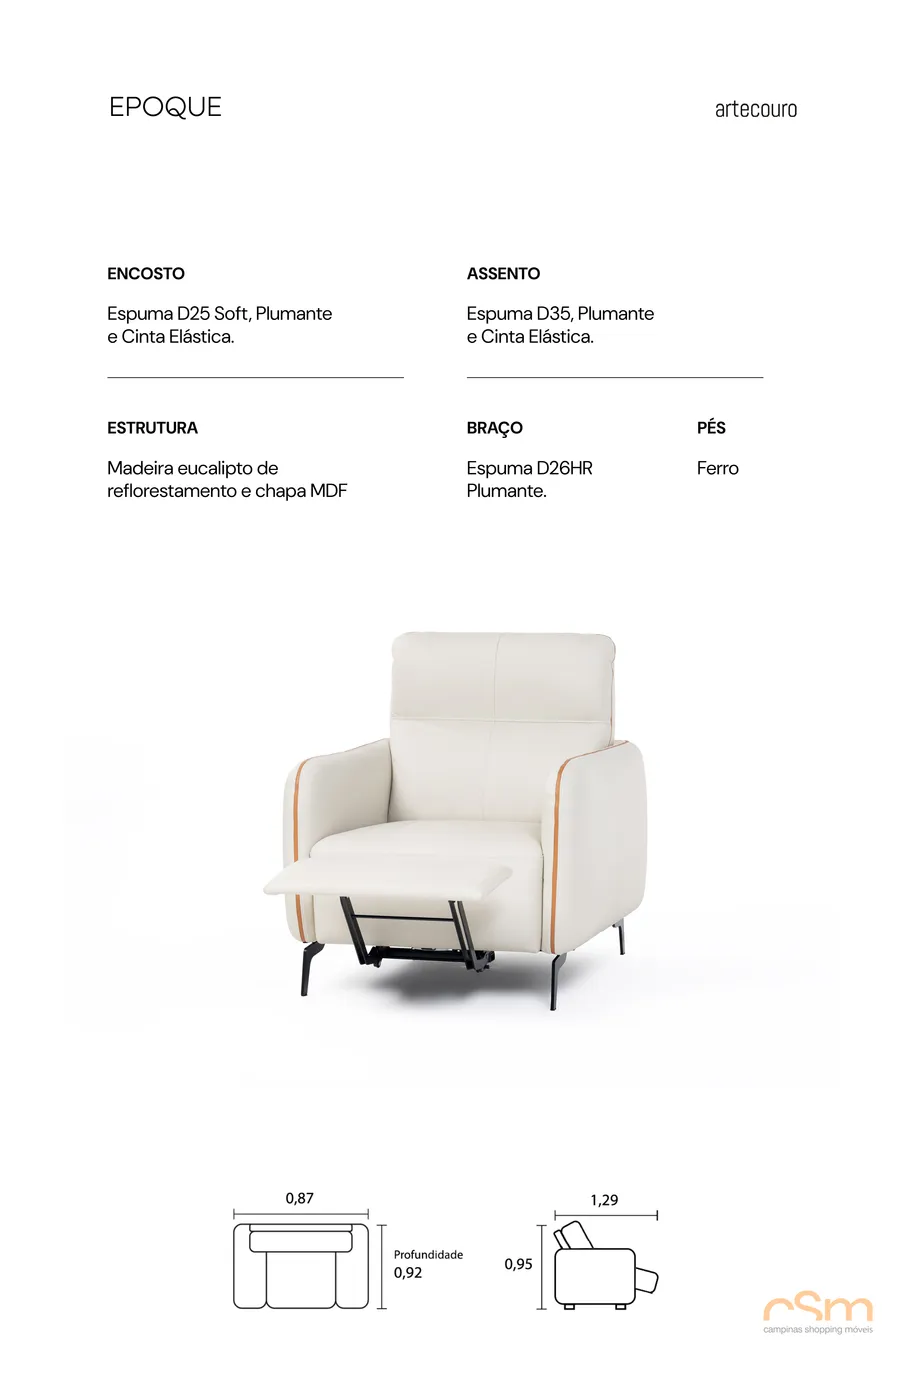 EPOQUE
artecouro
ENCOSTO
Espuma D25 Soft, Plumante
e Cinta Elástica.
ASSENTO
Espuma D35, Plumante
e Cinta Elástica.
ESTRUTURA
Madeira eucalipto de
reflorestamento e chapa MDF
BRAÇO
Espuma D26HR
Plumante.
PÉS
Ferro
0,87
Profundidade
0,92
1,29
0,95
csm
campinas shopping móveis